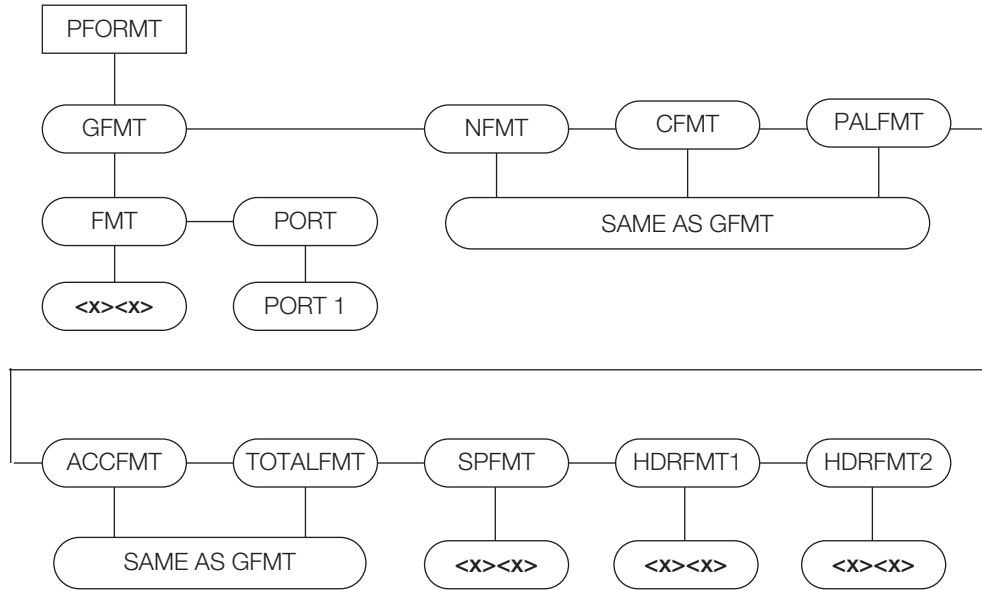 PFORMT
GFMT
NFMT
CFMT
PALFMT
FMT
PORT
SAME AS GFMT
<x><x>
PORT 1
ACCFMT
TOTALFMT
SPFMT
HDRFMT1
HDRFMT2
SAME AS GFMT
<x><x>
<x><x>
<x><x>